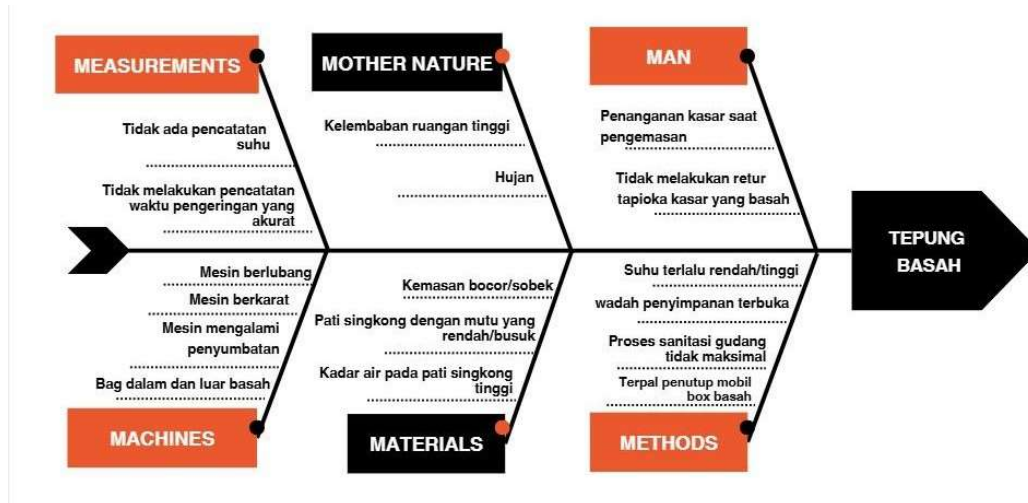 MEASUREMENTS
MOTHER NATURE
MAN
Tidak ada pencatatan
suhu
Tidak melakukan pencatatan
waktu pengeringan yang
akurat
Kelembaban ruangan tinggi
Hujan
Penanganan kasar saat
pengemasan
Tidak melakukan retur
tapioka kasar yang basah
TEPUNG
BASAH
Mesin berlubang
Mesin berkarat
Mesin mengalami
penyumbatan
Bag dalam dan luar basah
Kemasan bocor/sobek
Pati singkong dengan mutu yang
rendah/busuk
Kadar air pada pati singkong
tinggi
Suhu terlalu rendah/tinggi
wadah penyimpanan terbuka
Proses sanitasi gudang
tidak maksimal
Terpal penutup mobil
box basah
MACHINES
MATERIALS
METHODS